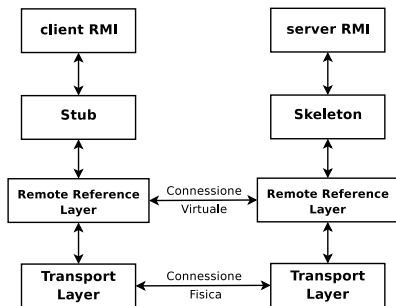 client RMI
server RMI
Stub
Skeleton
Remote Reference
Layer
Connessione
Virtuale
Remote Reference
Layer
Transport
Layer
Connessione
Fisica
Transport
Layer